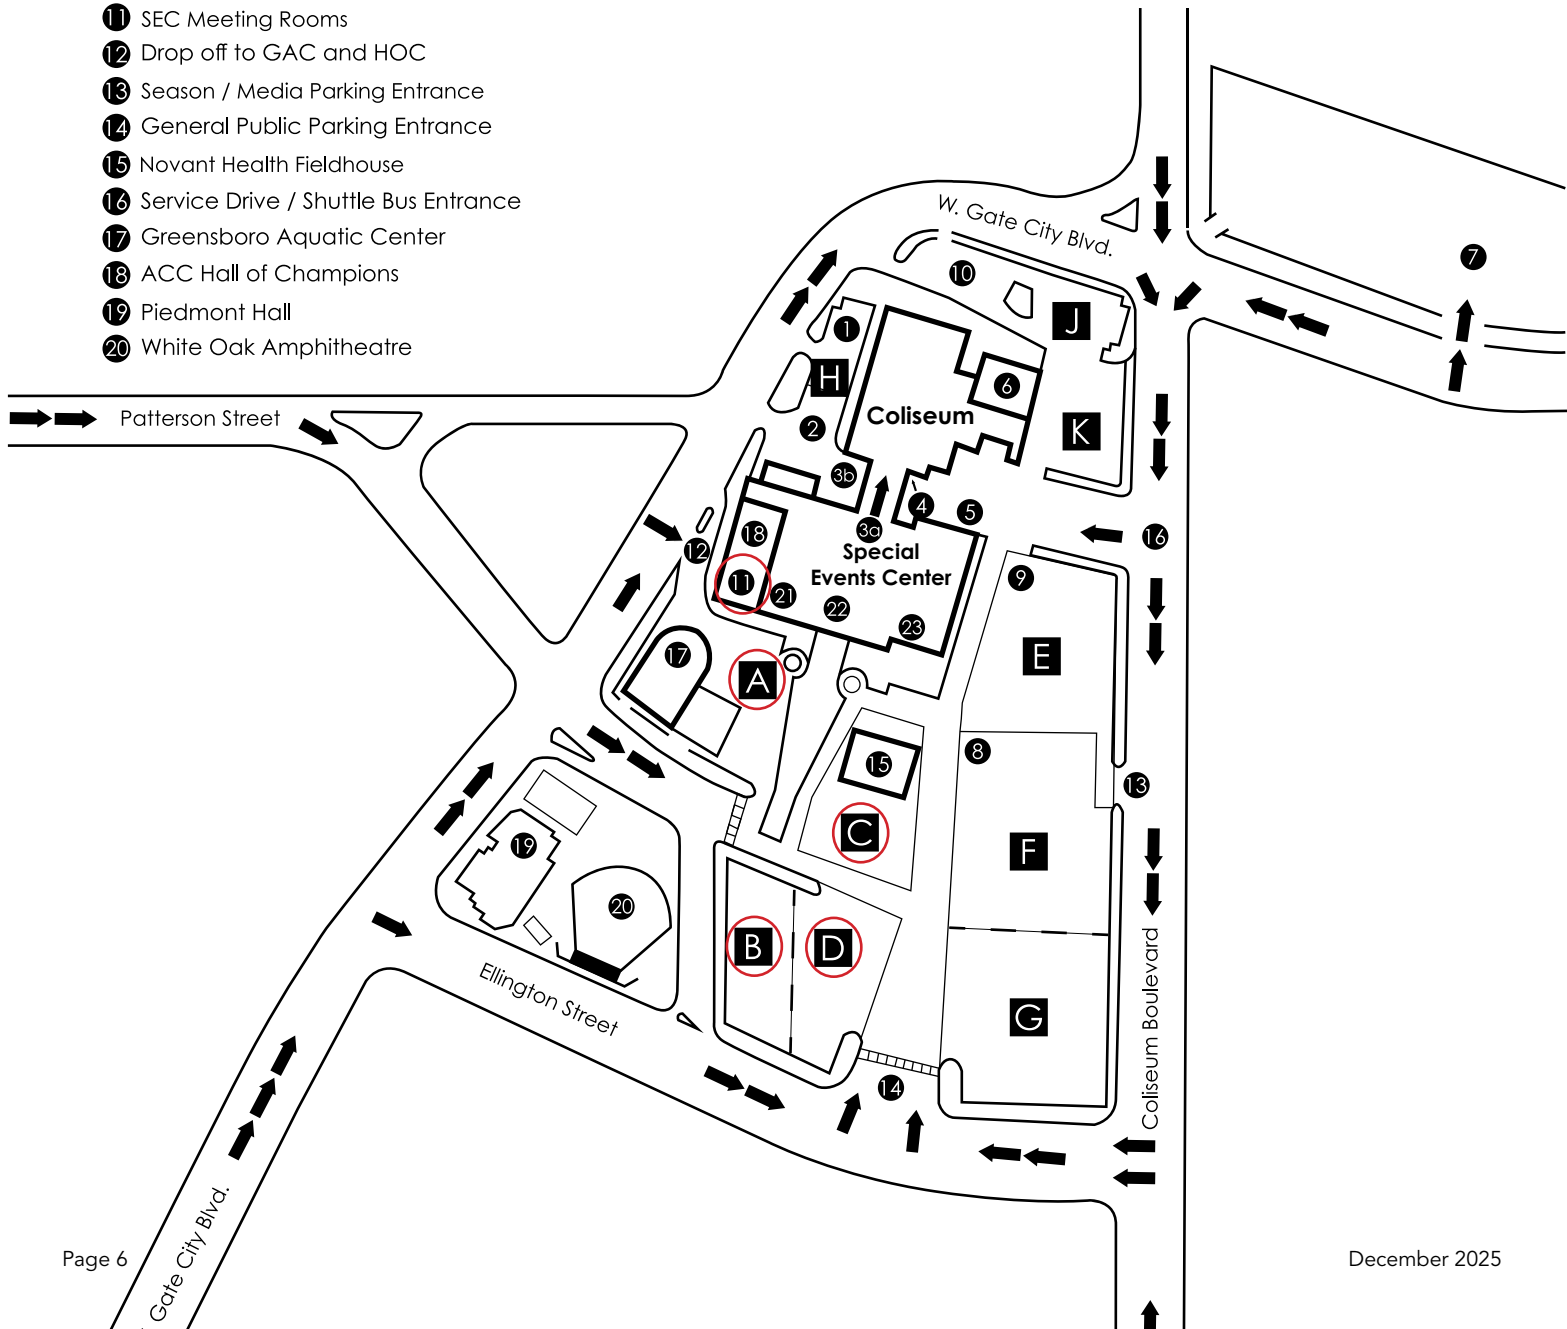 11 SEC Meeting Rooms
12 Drop off to GAC and HOC
13 Season / Media Parking Entrance
14 General Public Parking Entrance
15 Novant Health Fieldhouse
16 Service Drive / Shuttle Bus Entrance
17 Greensboro Aquatic Center
18 ACC Hall of Champions
19 Piedmont Hall
20 White Oak Amphitheatre
W. Gate City Blvd.
7
10
1
J
H
6
Patterson Street
Coliseum
2
K
3b
4
5
3a
18
12
16
Special
Events Center
11
21
22
9
23
17
A
E
15
8
13
C
19
F
20
B
D
Ellington Street
G
Coliseum Boulevard
14
Gate City Blvd.
Page 6
December 2025